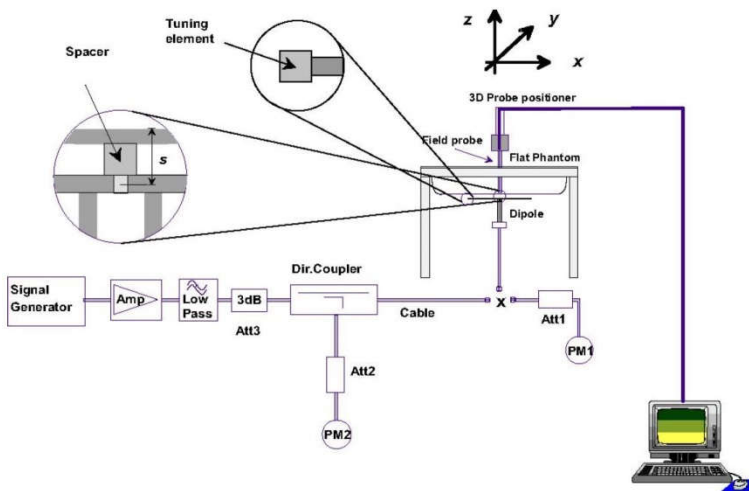 Tuning
element
Spacer
z
y
x
3D Probe positioner
Field probe
Flat Phantom
s
Dipole
Dir.Coupler
Signal
Generator
Amp
Low
Pass
3dB
Att3
Cable
x
Att1
PM1
Att2
PM2